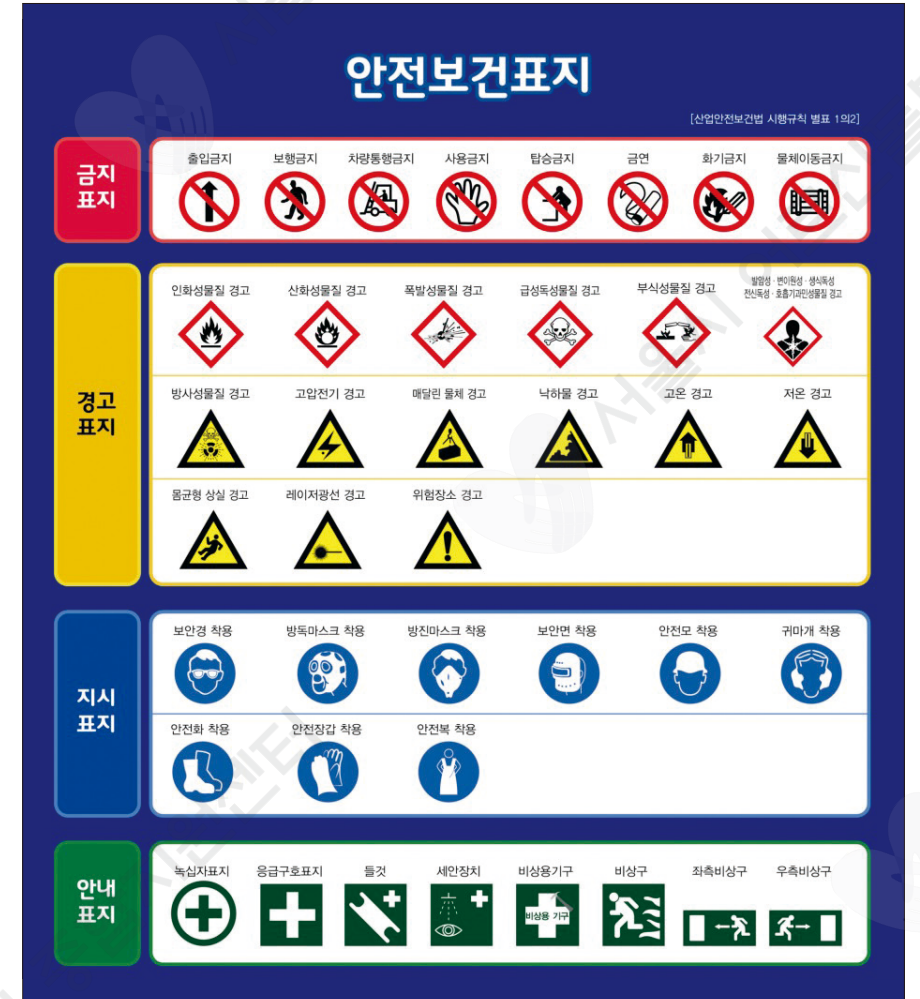 안전보건표지
[산업안전보건법 시행규칙 별표 1의2]
금지
표지
출입금지 보행금지 차량통행금지 사용금지 탑승금지 금연 화기금지 물체이동금지
경고
표지
인화성물질 경고 산화성물질 경고 폭발성물질 경고 급성독성물질 경고 부식성물질 경고 발암성 · 변이원성 · 생식독성
전신독성 · 호흡기과민성물질 경고
방사성물질 경고 고압전기 경고 매달린 물체 경고 낙하물 경고 고온 경고 저온 경고
몸균형 상실 경고 레이저광선 경고 위험장소 경고
지시
표지
보안경 착용 방독마스크 착용 방진마스크 착용 보안면 착용 안전모 착용 귀마개 착용
안전화 착용 안전장갑 착용 안전복 착용
안내
표지
녹십자표지 응급구호표지 들것 세안장치 비상용기구 비상구 좌측비상구 우측비상구
비상용 기구